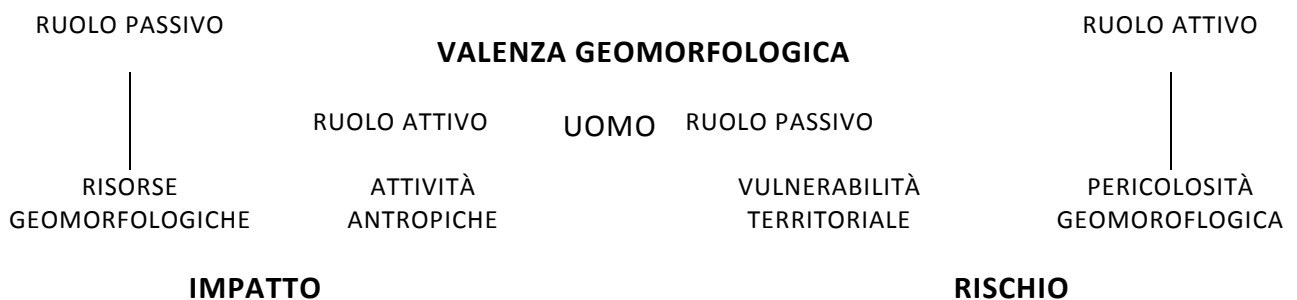 RUOLO PASSIVO
RUOLO ATTIVO
VALENZA GEOMORFOLOGICA
RUOLO ATTIVO UOMO RUOLO PASSIVO
RISORSE
GEOMORFOLOGICHE
ATTIVITÀ
ANTROPICHE
VULNERABILITÀ
TERRITORIALE
PERICOLOSITÀ
GEOMOROFLOGICA
IMPATTO
RISCHIO